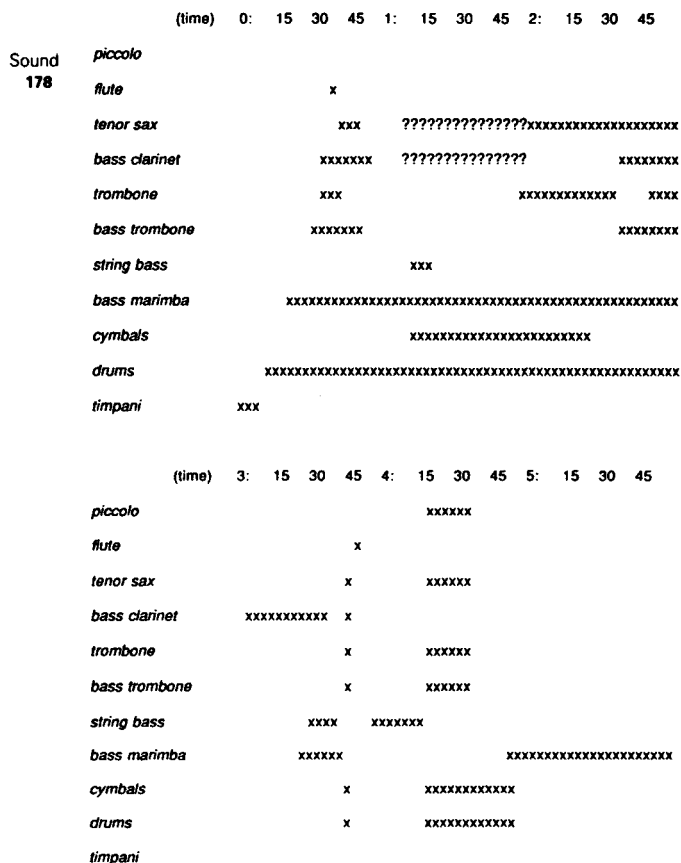 (time) 0: 15 30 45 1: 15 30 45 2: 15 30 45
Sound
178
piccolo
flute x
tenor sax xxx ???????????????xxxxxxxxxxxxxxxxxxxx
bass clarinet xxxxxxx ??????????????? xxxxxxxx
trombone xxx xxxxxxxxxxxxx xxxx
bass trombone xxxxxxx xxxxxxxx
string bass xxx
bass marimba xxxxxxxxxxxxxxxxxxxxxxxxxxxxxxxxxxxxxxxxxxxxxxxxxxxxx
cymbals xxxxxxxxxxxxxxxxxxxxxxxx
drums xxxxxxxxxxxxxxxxxxxxxxxxxxxxxxxxxxxxxxxxxxxxxxxxxxxxxxxx
timpani xxx
(time) 3: 15 30 45 4: 15 30 45 5: 15 30 45
piccolo xxxxxx
flute x
tenor sax x xxxxxx
bass clarinet xxxxxxxxxxx x
trombone x xxxxxx
bass trombone x xxxxxx
string bass xxxx xxxxxxx
bass marimba xxxxxx xxxxxxxxxxxxxxxxxxxxxx
cymbals x xxxxxxxxxxxx
drums x xxxxxxxxxxxx
timpani